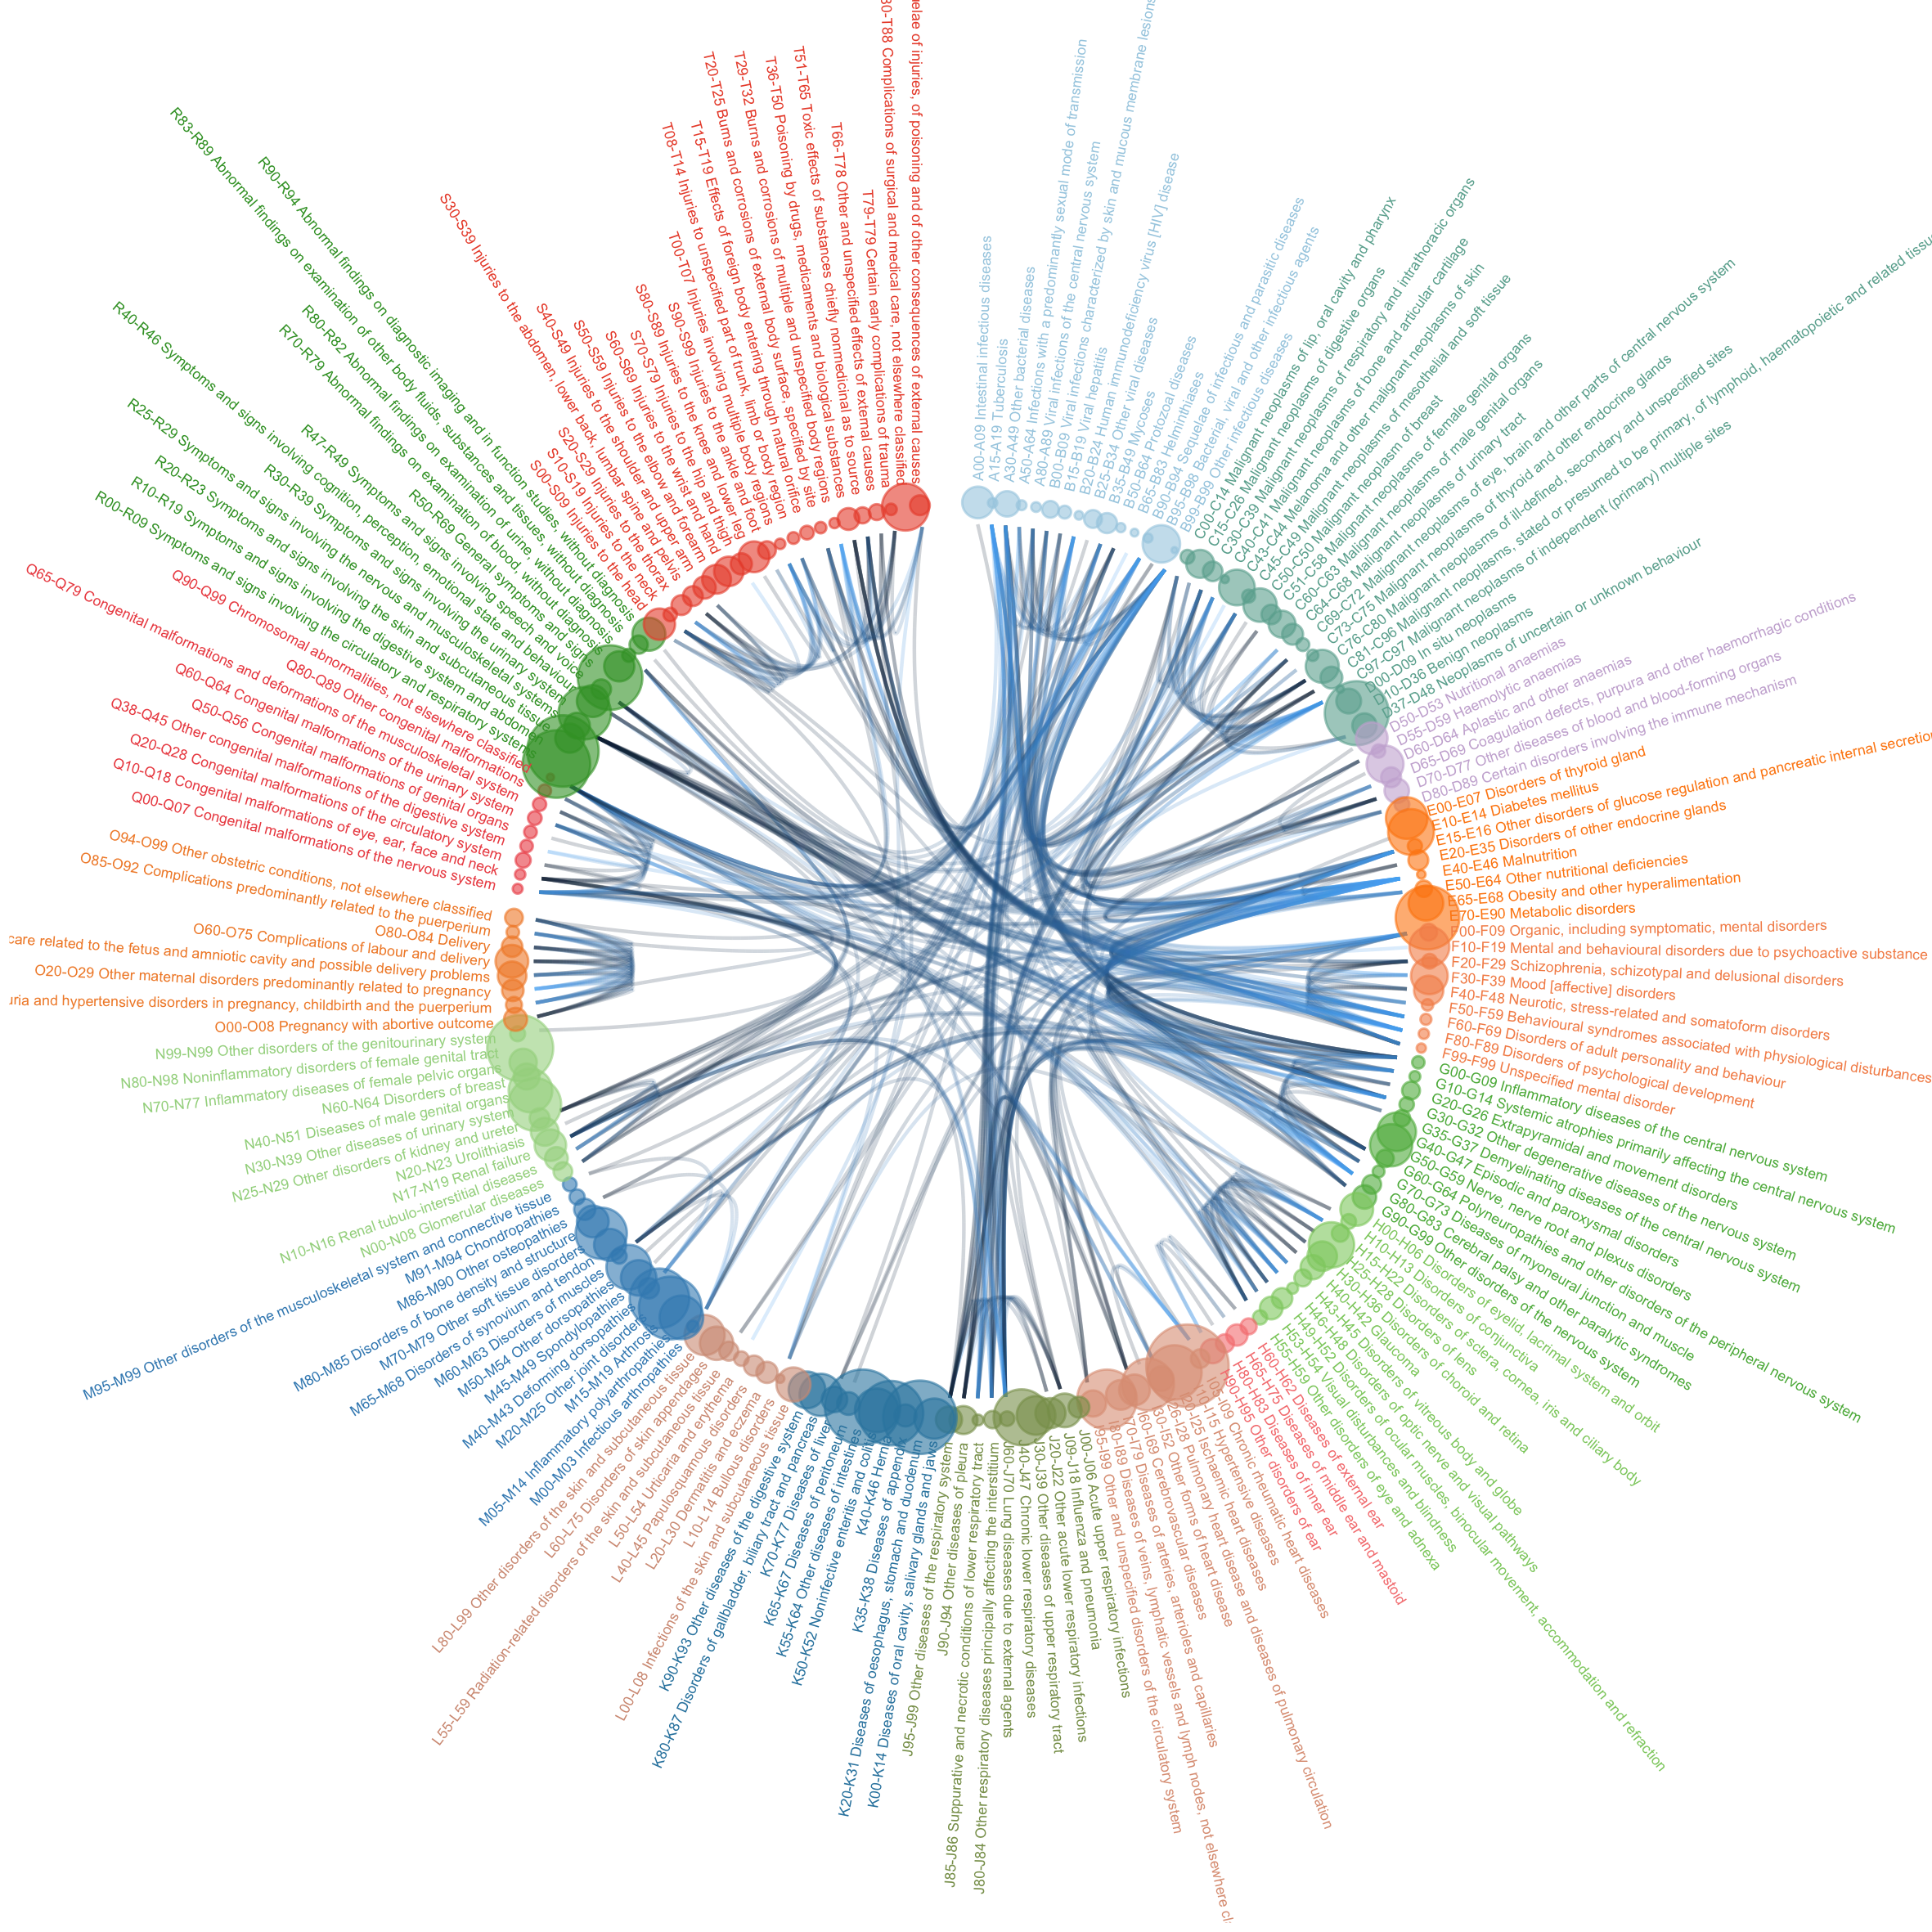 A00-A09 Intestinal infectious diseases
A15-A19 Tuberculosis
A30-A49 Other bacterial diseases
A50-A64 Infections with a predominantly sexual mode of transmission
A80-A89 Viral infections of the central nervous system
B00-B09 Viral infections characterized by skin and mucous membrane lesions
B15-B19 Viral hepatitis
B20-B24 Human immunodeficiency virus [HIV] disease
B25-B34 Other viral diseases
B35-B49 Mycoses
B50-B64 Protozoal diseases
B65-B83 Helminthiases
B90-B94 Sequelae of infectious and parasitic diseases
B95-B98 Bacterial, viral and other infectious agents
B99-B99 Other infectious diseases
C00-C14 Malignant neoplasms of lip, oral cavity and pharynx
C15-C26 Malignant neoplasms of digestive organs
C30-C39 Malignant neoplasms of respiratory and intrathoracic organs
C40-C41 Malignant neoplasms of bone and articular cartilage
C43-C44 Melanoma and other malignant neoplasms of skin
C45-C49 Malignant neoplasms of mesothelial and soft tissue
C50-C50 Malignant neoplasm of breast
C51-C58 Malignant neoplasms of female genital organs
C60-C63 Malignant neoplasms of male genital organs
C64-C68 Malignant neoplasms of urinary tract
C69-C72 Malignant neoplasms of eye, brain and other parts of central nervous system
C73-C75 Malignant neoplasms of thyroid and other endocrine glands
C76-C80 Malignant neoplasms of ill-defined, secondary and unspecified sites
C81-C96 Malignant neoplasms, stated or presumed to be primary, of lymphoid, haematopoietic and related tissue
C97-C97 Malignant neoplasms of independent (primary) multiple sites
D00-D09 In situ neoplasms
D10-D36 Benign neoplasms
D37-D48 Neoplasms of uncertain or unknown behaviour
D50-D53 Nutritional anaemias
D55-D59 Haemolytic anaemias
D60-D64 Aplastic and other anaemias
D65-D69 Coagulation defects, purpura and other haemorrhagic conditions
D70-D77 Other diseases of blood and blood-forming organs
D80-D89 Certain disorders involving the immune mechanism
E00-E07 Disorders of thyroid gland
E10-E14 Diabetes mellitus
E15-E16 Other disorders of glucose regulation and pancreatic internal secretion
E20-E35 Disorders of other endocrine glands
E40-E46 Malnutrition
E50-E64 Other nutritional deficiencies
E65-E68 Obesity and other hyperalimentation
E70-E90 Metabolic disorders
F00-F09 Organic, including symptomatic, mental disorders
F10-F19 Mental and behavioural disorders due to psychoactive substance
F20-F29 Schizophrenia, schizotypal and delusional disorders
F30-F39 Mood [affective] disorders
F40-F48 Neurotic, stress-related and somatoform disorders
F50-F59 Behavioural syndromes associated with physiological disturbances
F60-F69 Disorders of adult personality and behaviour
F80-F89 Disorders of psychological development
F99-F99 Unspecified mental disorder
G00-G09 Inflammatory diseases of the central nervous system
G10-G14 Systemic atrophies primarily affecting the central nervous system
G20-G26 Extrapyramidal and movement disorders
G30-G32 Other degenerative diseases of the nervous system
G35-G37 Demyelinating diseases of the central nervous system
G40-G47 Episodic and paroxysmal disorders
G50-G59 Nerve, nerve root and plexus disorders
G60-G64 Polyneuropathies and other disorders of the peripheral nervous system
G70-G73 Diseases of myoneural junction and muscle
G80-G83 Cerebral palsy and other paralytic syndromes
G90-G99 Other disorders of the nervous system
H00-H06 Disorders of eyelid, lacrimal system and orbit
H10-H13 Disorders of conjunctiva
H15-H22 Disorders of sclera, cornea, iris and ciliary body
H25-H28 Disorders of lens
H30-H36 Disorders of choroid and retina
H40-H42 Glaucoma
H43-H45 Disorders of vitreous body and globe
H46-H48 Disorders of optic nerve and visual pathways
H49-H52 Disorders of ocular muscles, binocular movement, accommodation and refraction
H53-H54 Visual disturbances and blindness
H55-H59 Other disorders of eye and adnexa
H60-H62 Diseases of external ear
H65-H75 Diseases of middle ear and mastoid
H80-H83 Diseases of inner ear
H90-H95 Other disorders of ear
I05-I09 Chronic rheumatic heart diseases
I10-I15 Hypertensive diseases
I20-I25 Ischaemic heart diseases
I26-I28 Pulmonary heart disease and diseases of pulmonary circulation
I30-I52 Other forms of heart disease
I60-I69 Cerebrovascular diseases
I70-I79 Diseases of arteries, arterioles and capillaries
I80-I89 Diseases of veins, lymphatic vessels and lymph nodes, not elsewhere
I95-I99 Other and unspecified disorders of the circulatory system
J00-J06 Acute upper respiratory infections
J09-J18 Influenza and pneumonia
J20-J22 Other acute lower respiratory infections
J30-J39 Other diseases of upper respiratory tract
J40-J47 Chronic lower respiratory diseases
J60-J70 Lung diseases due to external agents
J80-J84 Other respiratory diseases principally affecting the interstitium
J85-J86 Suppurative and necrotic conditions of lower respiratory tract
J90-J94 Other diseases of pleura
J95-J99 Other diseases of the respiratory system
K00-K14 Diseases of oral cavity, salivary glands and jaws
K20-K31 Diseases of oesophagus, stomach and duodenum
K35-K38 Diseases of appendix
K40-K46 Hernia
K50-K52 Noninfective enteritis and colitis
K55-K64 Other diseases of intestines
K65-K67 Diseases of peritoneum
K70-K77 Diseases of liver
K80-K87 Disorders of gallbladder, biliary tract and pancreas
K90-K93 Other diseases of the digestive system
L00-L08 Infections of the skin and subcutaneous tissue
L10-L14 Bullous disorders
L20-L30 Dermatitis and eczema
L40-L45 Papulosquamous disorders
L50-L54 Urticaria and erythema
L55-L59 Radiation-related disorders of the skin and subcutaneous tissue
L60-L75 Disorders of skin appendages
L80-L99 Other disorders of the skin and subcutaneous tissue
M00-M03 Infectious arthropathies
M05-M14 Inflammatory polyarthropathies
M15-M19 Arthrosis
M20-M25 Other joint disorders
M40-M43 Deforming dorsopathies
M45-M49 Spondylopathies
M50-M54 Other dorsopathies
M60-M63 Disorders of muscles
M65-M68 Disorders of synovium and tendon
M70-M79 Other soft tissue disorders
M80-M85 Disorders of bone density and structure
M86-M90 Other osteopathies
M91-M94 Chondropathies
M95-M99 Other disorders of the musculoskeletal system and connective tissue
N00-N08 Glomerular diseases
N10-N16 Renal tubulo-interstitial diseases
N17-N19 Renal failure
N20-N23 Urolithiasis
N25-N29 Other disorders of kidney and ureter
N30-N39 Other diseases of urinary system
N40-N51 Diseases of male genital organs
N60-N64 Disorders of breast
N70-N77 Inflammatory diseases of female pelvic organs
N80-N98 Noninflammatory disorders of female genital tract
N99-N99 Other disorders of the genitourinary system
O00-O08 Pregnancy with abortive outcome
uria and hypertensive disorders in pregnancy, childbirth and the puerperium
O20-O29 Other maternal disorders predominantly related to pregnancy
care related to the fetus and amniotic cavity and possible delivery problems
O60-O75 Complications of labour and delivery
O80-O84 Delivery
O85-O92 Complications predominantly related to the puerperium
O94-O99 Other obstetric conditions, not elsewhere classified
Q00-Q07 Congenital malformations of the nervous system
Q10-Q18 Congenital malformations of eye, ear, face and neck
Q20-Q28 Congenital malformations of the circulatory system
Q38-Q45 Other congenital malformations of the digestive system
Q50-Q56 Congenital malformations of genital organs
Q60-Q64 Congenital malformations of the urinary system
Q65-Q79 Congenital malformations and deformations of the musculoskeletal system
Q80-Q89 Other congenital malformations
Q90-Q99 Chromosomal abnormalities, not elsewhere classified
R00-R09 Symptoms and signs involving the circulatory and respiratory systems
R10-R19 Symptoms and signs involving the digestive system and abdomen
R20-R23 Symptoms and signs involving the skin and subcutaneous tissue
R25-R29 Symptoms and signs involving the nervous and musculoskeletal systems
R30-R39 Symptoms and signs involving the urinary system
R40-R46 Symptoms and signs involving cognition, perception, emotional state and behaviour
R47-R49 Symptoms and signs involving speech and voice
R50-R69 General symptoms and signs
R70-R79 Abnormal findings on examination of blood, without diagnosis
R80-R82 Abnormal findings on examination of urine, without diagnosis
R83-R89 Abnormal findings on examination of other body fluids, substances and tissues, without diagnosis
R90-R94 Abnormal findings on diagnostic imaging and in function studies, without diagnosis
S00-S09 Injuries to the head
S10-S19 Injuries to the neck
S20-S29 Injuries to the thorax
S30-S39 Injuries to the abdomen, lower back, lumbar spine and pelvis
S40-S49 Injuries to the shoulder and upper arm
S50-S59 Injuries to the elbow and forearm
S60-S69 Injuries to the wrist and hand
S70-S79 Injuries to the hip and thigh
S80-S89 Injuries to the knee and lower leg
S90-S99 Injuries to the ankle and foot
T00-T07 Injuries involving multiple body regions
T08-T14 Injuries to unspecified part of trunk, limb or body region
T15-T19 Effects of foreign body entering through natural orifice
T20-T25 Burns and corrosions of external body surface, specified by site
T29-T32 Burns and corrosions of multiple and unspecified body regions
T36-T50 Poisoning by drugs, medicaments and biological substances
T51-T65 Toxic effects of substances chiefly nonmedicinal as to source
T66-T78 Other and unspecified effects of external causes
T79-T79 Certain early complications of trauma
80-T88 Complications of surgical and medical care, not elsewhere classified
elae of injuries, of poisoning and of other consequences of external causes